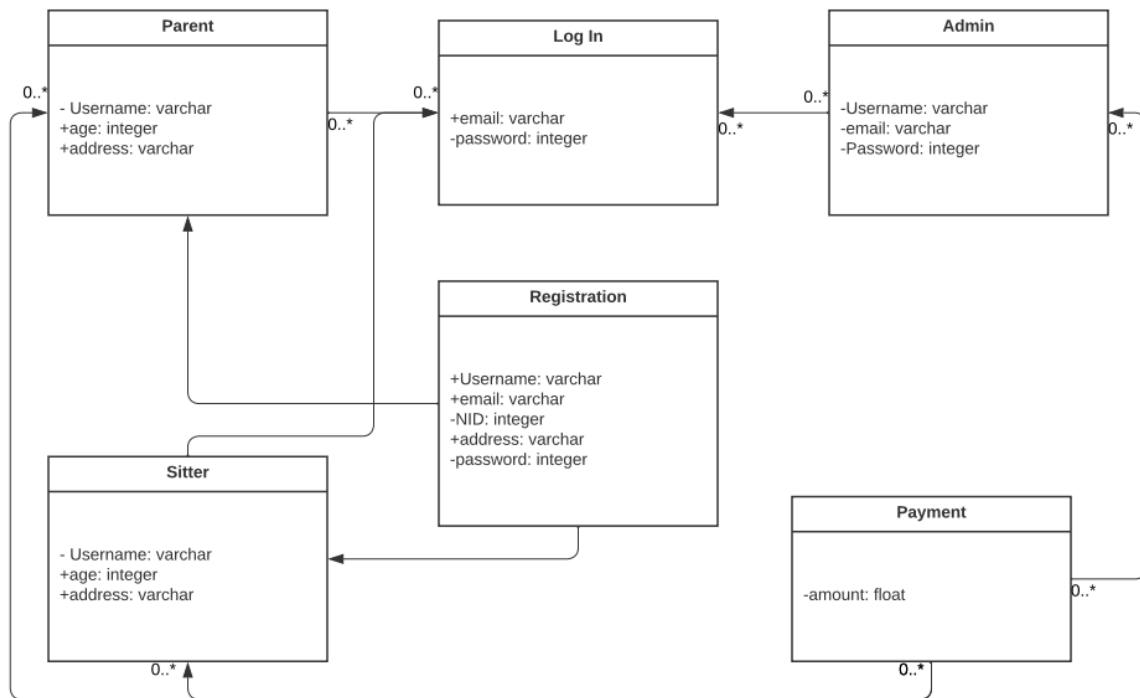 Parent
- Username: varchar
+age: integer
+address: varchar
0..*
0..*
Log In
+email: varchar
-password: integer
0..*
0..*
Admin
-Username: varchar
-email: varchar
-Password: integer
0..*
0..*
Registration
+Username: varchar
+email: varchar
-NID: integer
+address: varchar
-password: integer
Sitter
- Username: varchar
+age: integer
+address: varchar
0..*
Payment
-amount: float
0..*
0..*